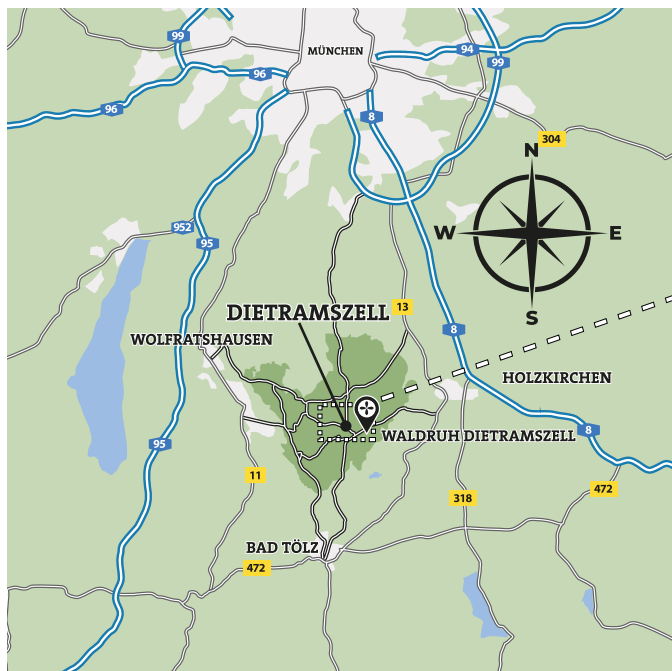 99
MÜNCHEN
94
99
96
96
8
304
N
W
E
S
952
95
13
DIETRAMSZELL
8
WOLFRATSHAUSEN
HOLZKIRCHEN
8
WALDRUH DIETRAMSZELL
95
11
472
318
BAD TÖLZ
472